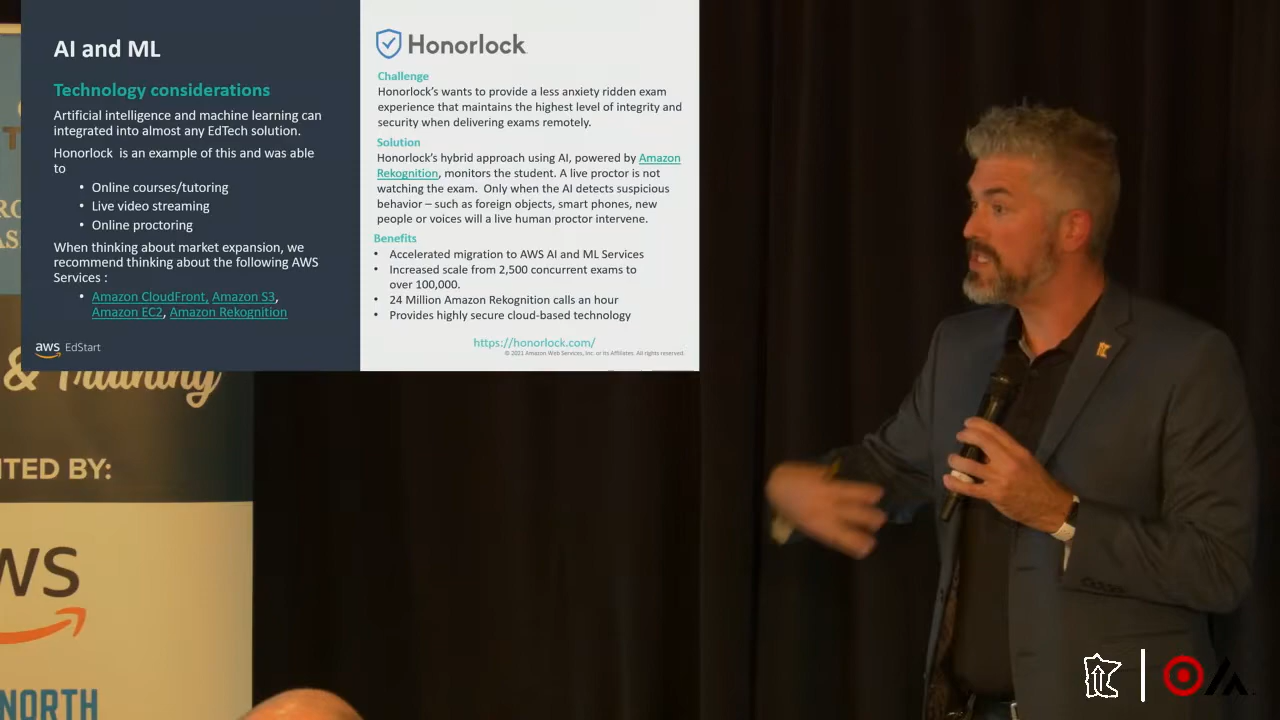 AI and ML
Technology considerations
Artificial intelligence and machine learning can
integrated into almost any EdTech solution.
Honorlock is an example of this and was able
to
• Online courses/tutoring
• Live video streaming
• Online proctoring
When thinking about market expansion, we
recommend thinking about the following AWS
Services :
• Amazon CloudFront, Amazon S3,
Amazon EC2, Amazon Rekognition
aws EdStart
Honorlock
Challenge
Honorlock's wants to provide a less anxiety ridden exam
experience that maintains the highest level of integrity and
security when delivering exams remotely.
Solution
Honorlock's hybrid approach using AI, powered by Amazon
Rekognition, monitors the student. A live proctor is not
watching the exam. Only when the AI detects suspicious
behavior – such as foreign objects, smart phones, new
people or voices will a live human proctor intervene.
Benefits
• Accelerated migration to AWS AI and ML Services
• Increased scale from 2,500 concurrent exams to
over 100,000.
• 24 Million Amazon Rekognition calls an hour
• Provides highly secure cloud-based technology
https://honorlock.com/
© 2021 Amazon Web Services, Inc. or its Affiliates. All rights reserved.
& Training
TED BY:
WS
NORTH